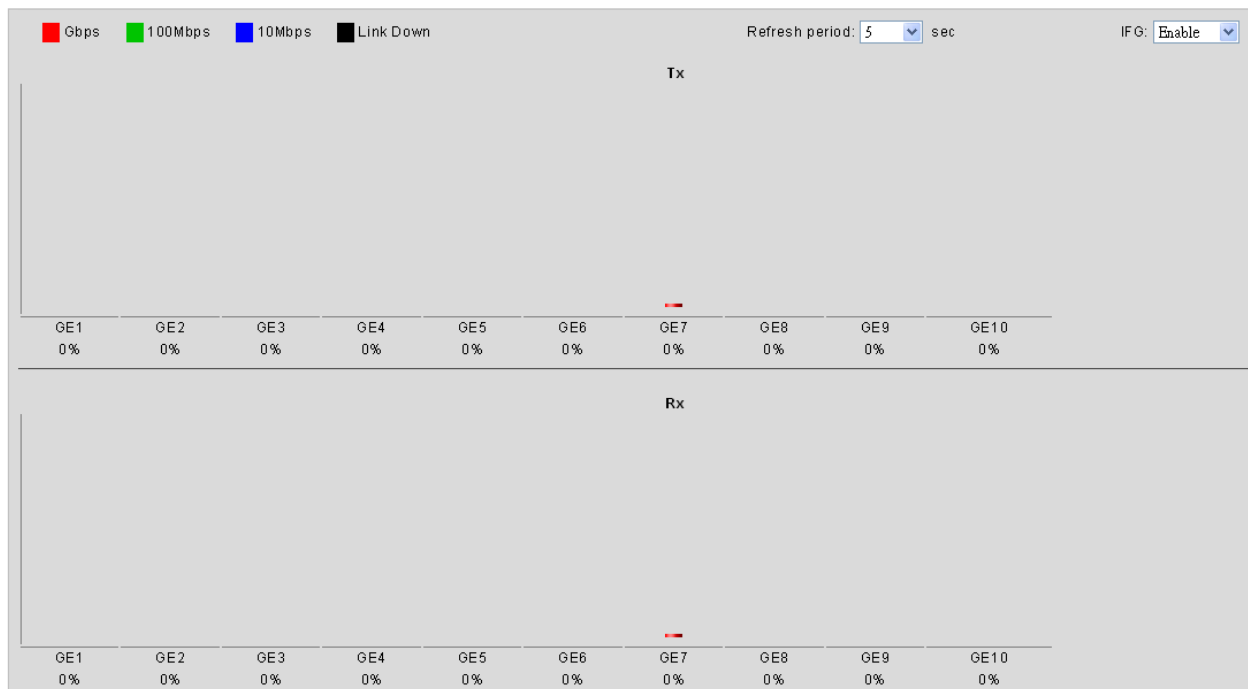 Gbps 100Mbps 10Mbps Link Down Refresh period: 5 sec IFG: Enable
Tx
GE1 GE2 GE3 GE4 GE5 GE6 GE7 GE8 GE9 GE10
0% 0% 0% 0% 0% 0% 0% 0% 0% 0%
Rx
GE1 GE2 GE3 GE4 GE5 GE6 GE7 GE8 GE9 GE10
0% 0% 0% 0% 0% 0% 0% 0% 0% 0%